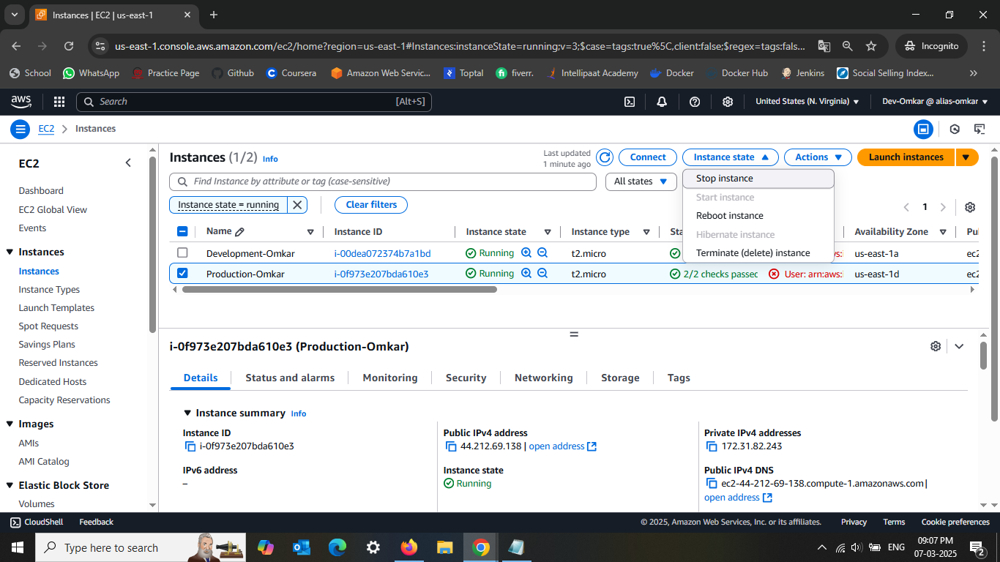 Instances | EC2 | us-east-1
us-east-1.console.aws.amazon.com/ec2/home?region=us-east-1#Instances:instanceState=running;v=3;$case=tags:true%5C,client:false;$regex=tags:fals...
Incognito
School WhatsApp Practice Page Github Coursera Amazon Web Servic... Toptal fiverr. Intellipaat Academy Docker Docker Hub Jenkins Social Selling Index...
aws Search [Alt+S] United States (N. Virginia) Dev-Omkar @ alias-omkar
EC2 Instances
EC2
Dashboard
EC2 Global View
Events
Instances
Instances
Instance Types
Launch Templates
Spot Requests
Savings Plans
Reserved Instances
Dedicated Hosts
Capacity Reservations
Images
AMIs
AMI Catalog
Elastic Block Store
Volumes
Instances (1/2) Info
Last updated
1 minute ago
Connect Instance state Actions Launch instances
Find Instance by attribute or tag (case-sensitive) All states
Stop instance
Start instance
Reboot instance
Hibernate instance
Terminate (delete) instance
Instance state = running Clear filters 1
Name Instance ID Instance state Instance type Sta Availability Zone Pu
Development-Omkar i-00dea072374b7a1bd Running t2.micro us-east-1a ec2
Production-Omkar i-0f973e207bda610e3 Running t2.micro 2/2 checks passed User: arn:aws:i us-east-1d ec2
i-0f973e207bda610e3 (Production-Omkar)
Details Status and alarms Monitoring Security Networking Storage Tags
Instance summary Info
Instance ID
i-0f973e207bda610e3
Public IPv4 address
44.212.69.138 | open address
Private IPv4 addresses
172.31.82.243
IPv6 address
–
Instance state
Running
Public IPv4 DNS
ec2-44-212-69-138.compute-1.amazonaws.com |
open address
CloudShell Feedback © 2025, Amazon Web Services, Inc. or its affiliates. Privacy Terms Cookie preferences
Type here to search
ENG
09:07 PM
07-03-2025
2